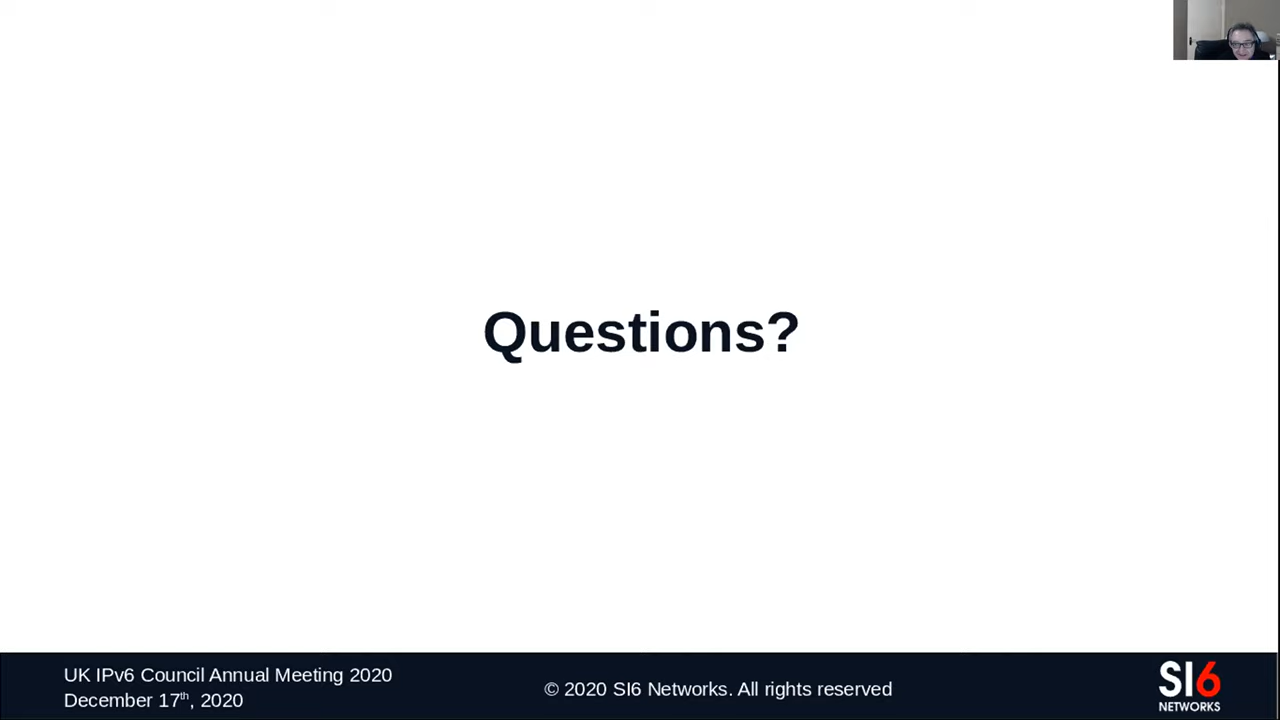 Questions?
UK IPv6 Council Annual Meeting 2020
December 17th, 2020
© 2020 SI6 Networks. All rights reserved
SI6
NETWORKS